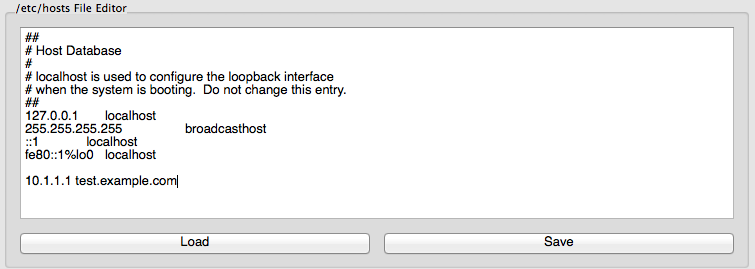 /etc/hosts File Editor
##
# Host Database
#
# localhost is used to configure the loopback interface
# when the system is booting.  Do not change this entry.
##
127.0.0.1	localhost
255.255.255.255	broadcasthost
::1	localhost
fe80::1%lo0	localhost
10.1.1.1 test.example.com
Load	Save